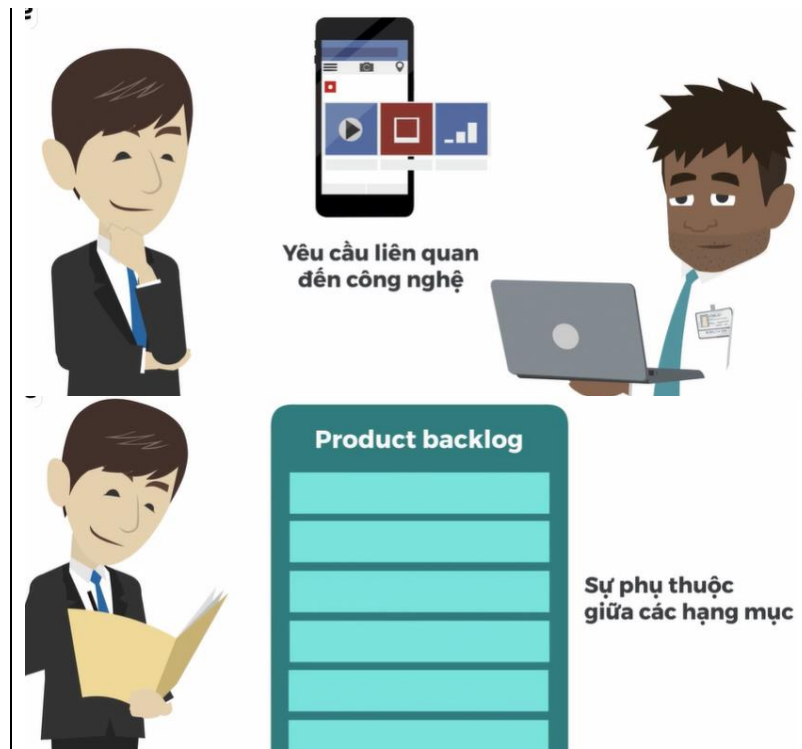 Yêu cầu liên quan
đến công nghệ
Product backlog
Sự phụ thuộc
giữa các hạng mục